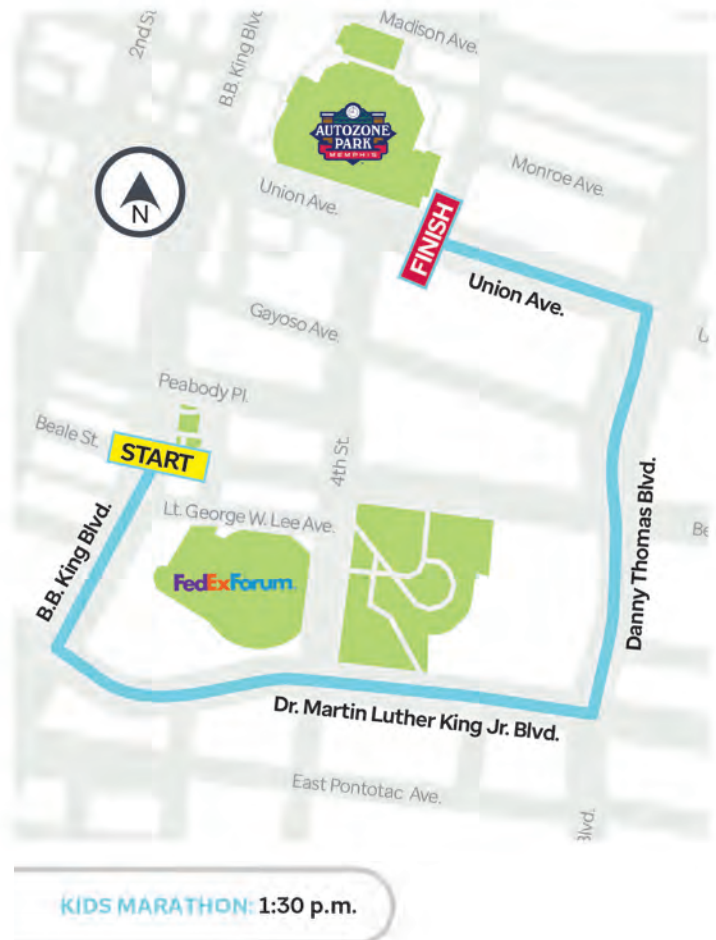 2nd St
B.B. King Blvd
Madison Ave.
AUTOZONE
PARK
MEMPHIS
Monroe Ave.
Union Ave.
N
FINISH
Union Ave.
Gayoso Ave.
Peabody Pl.
Beale St.
START
4th St.
Lt. George W. Lee Ave.
B.B. King Blvd.
FedExForum
Danny Thomas Blvd.
Be
Dr. Martin Luther King Jr. Blvd.
East Pontotac Ave.
Blvd.
KIDS MARATHON: 1:30 p.m.